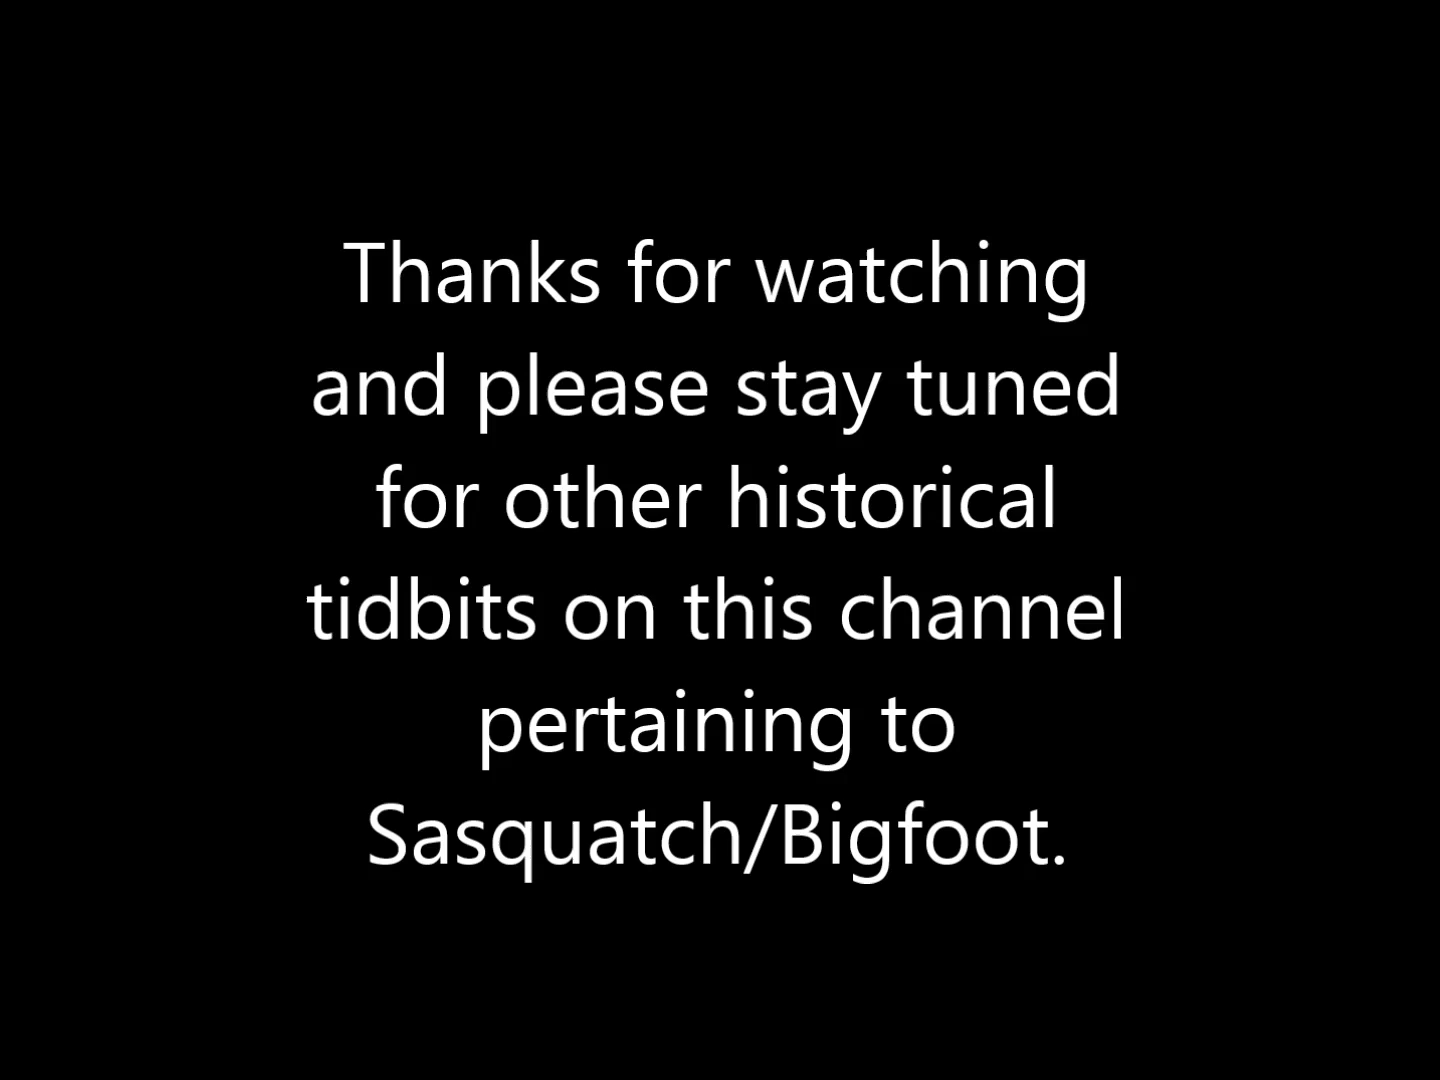 Thanks for watching
and please stay tuned
for other historical
tidbits on this channel
pertaining to
Sasquatch/Bigfoot.